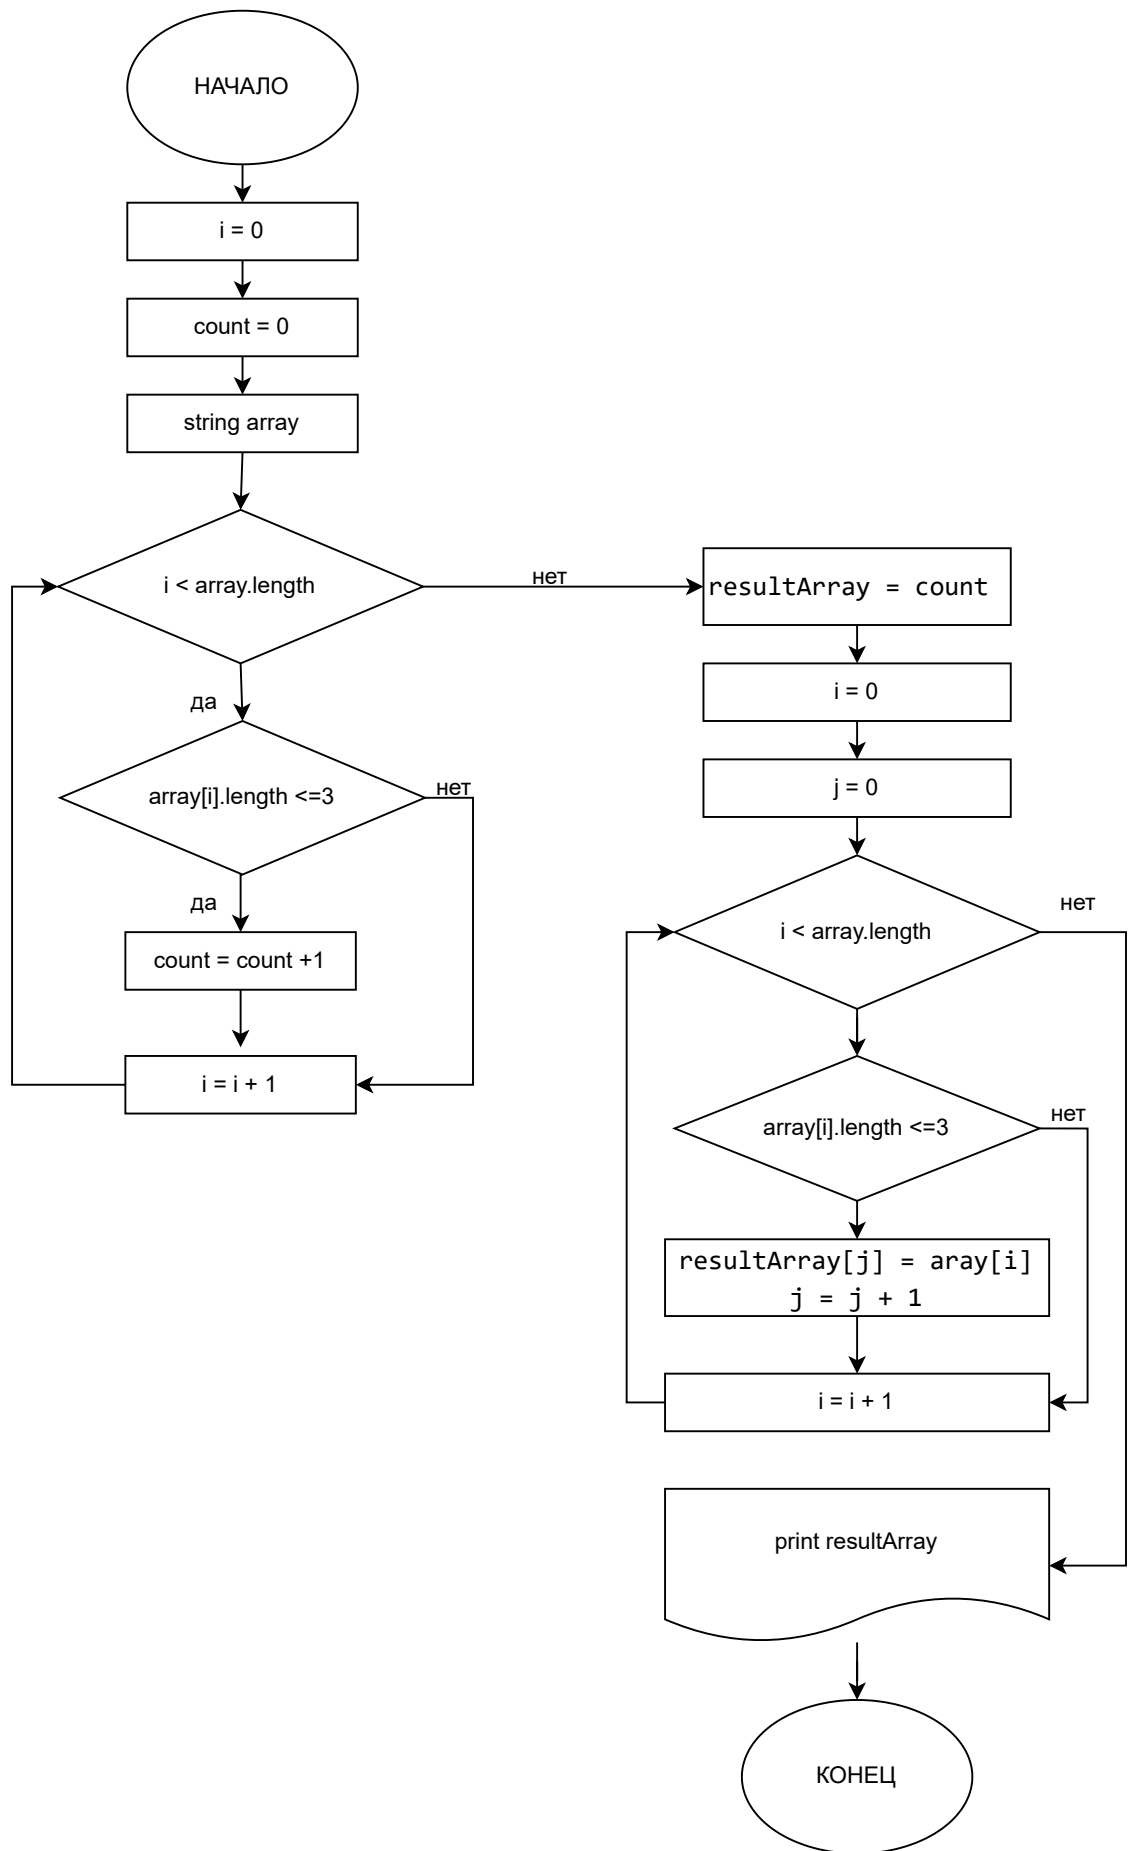 НАЧАЛО
i = 0
count = 0
string array
i < array.length
да
array[i].length <=3
нет
да
count = count +1
i = i + 1
нет
resultArray = count
i = 0
j = 0
i < array.length
нет
array[i].length <=3
нет
resultArray[j] = aray[i]
j = j + 1
i = i + 1
print resultArray
КОНЕЦ